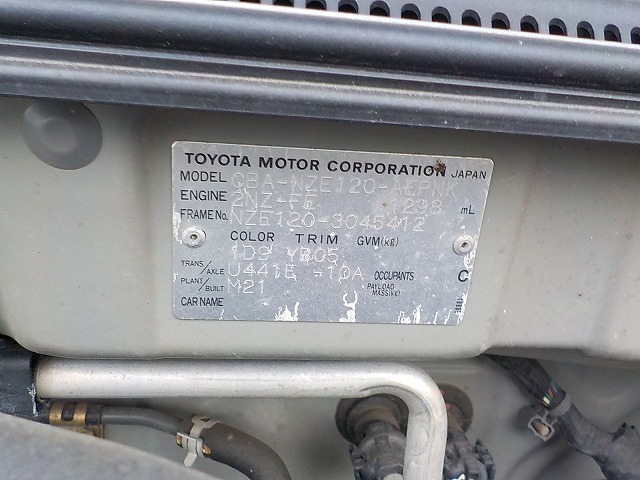 TOYOTA MOTOR CORPORATION JAPAN
MODEL CBA-NZE120-AEPNK
ENGINE 2NZ-FE 1298 mL
FRAME No. NZE120-3045412
COLOR TRIM GVM(kg)
1D9 YB05
TRANS/AXLE U441E -10A OCCUPANTS C
PLANT/BUILT M21 PAYLOAD MASS(kg)
CAR NAME